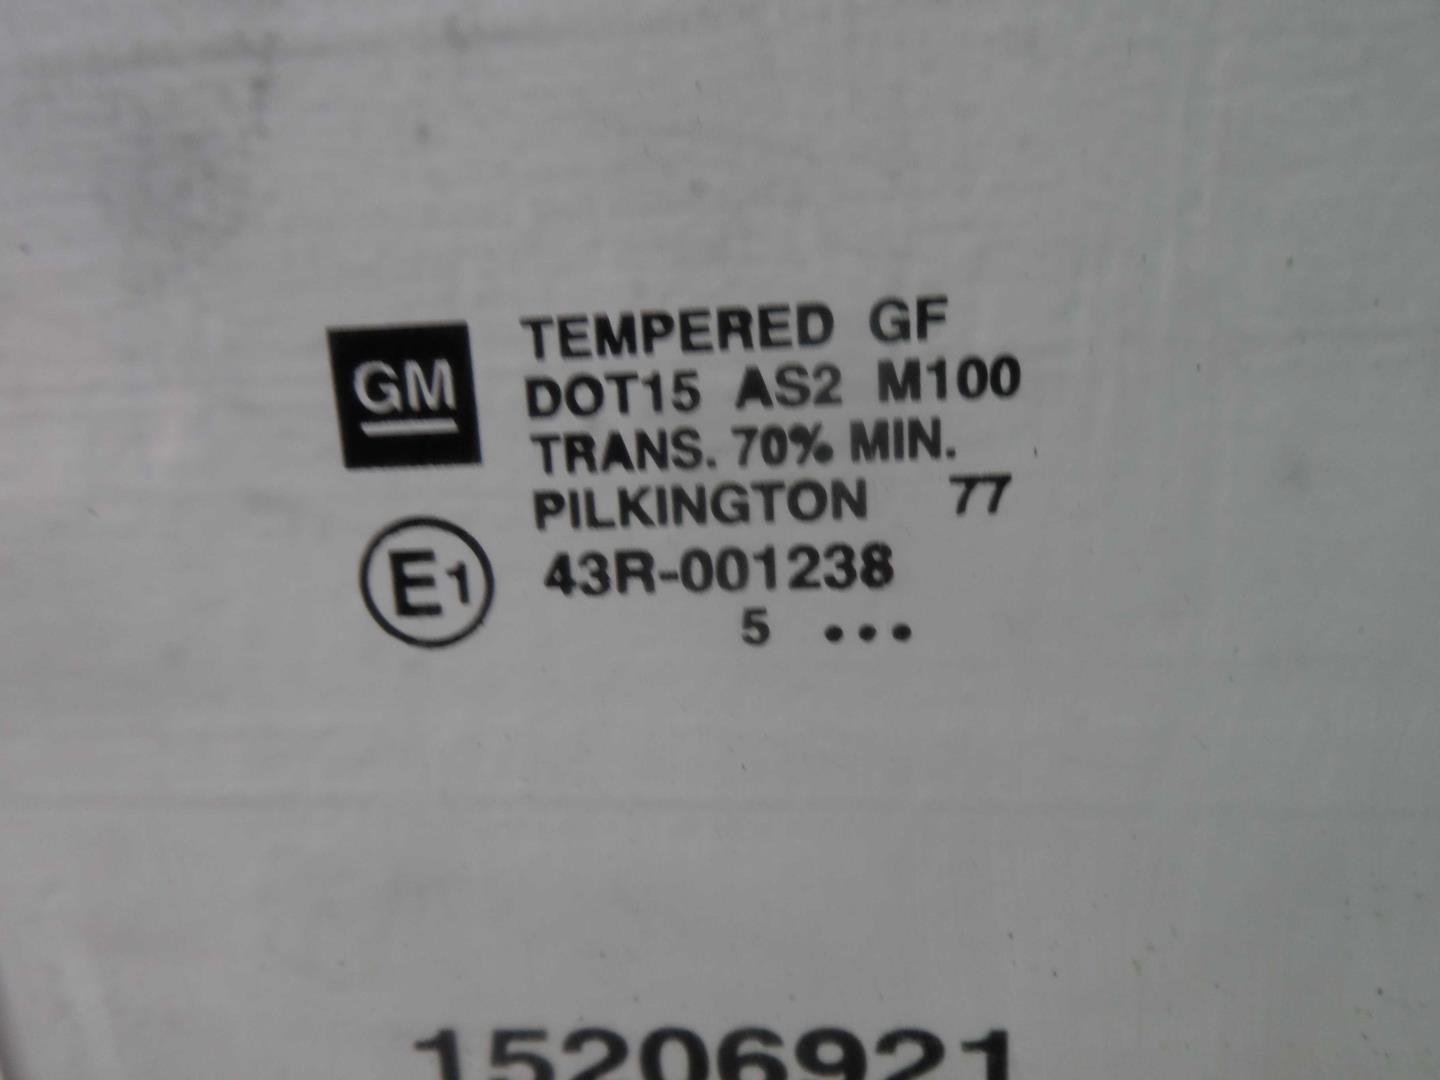 GM
TEMPERED GF
DOT15 AS2 M100
TRANS. 70% MIN.
PILKINGTON 77
E1 43R-001238
5 •••
15206921